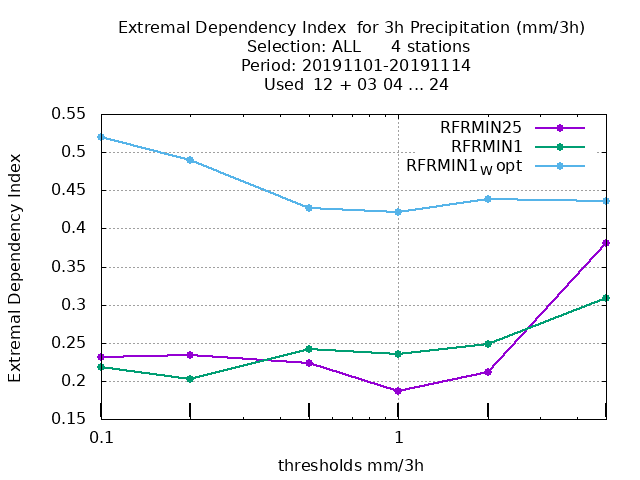 Extremal Dependency Index  for 3h Precipitation (mm/3h)
Selection: ALL      4 stations
Period: 20191101-20191114
Used  12 + 03 04 ... 24
RFRMIN25
RFRMIN1
RFRMIN1W opt
Extremal Dependency Index
0.55
0.5
0.45
0.4
0.35
0.3
0.25
0.2
0.15
0.1
1
thresholds mm/3h